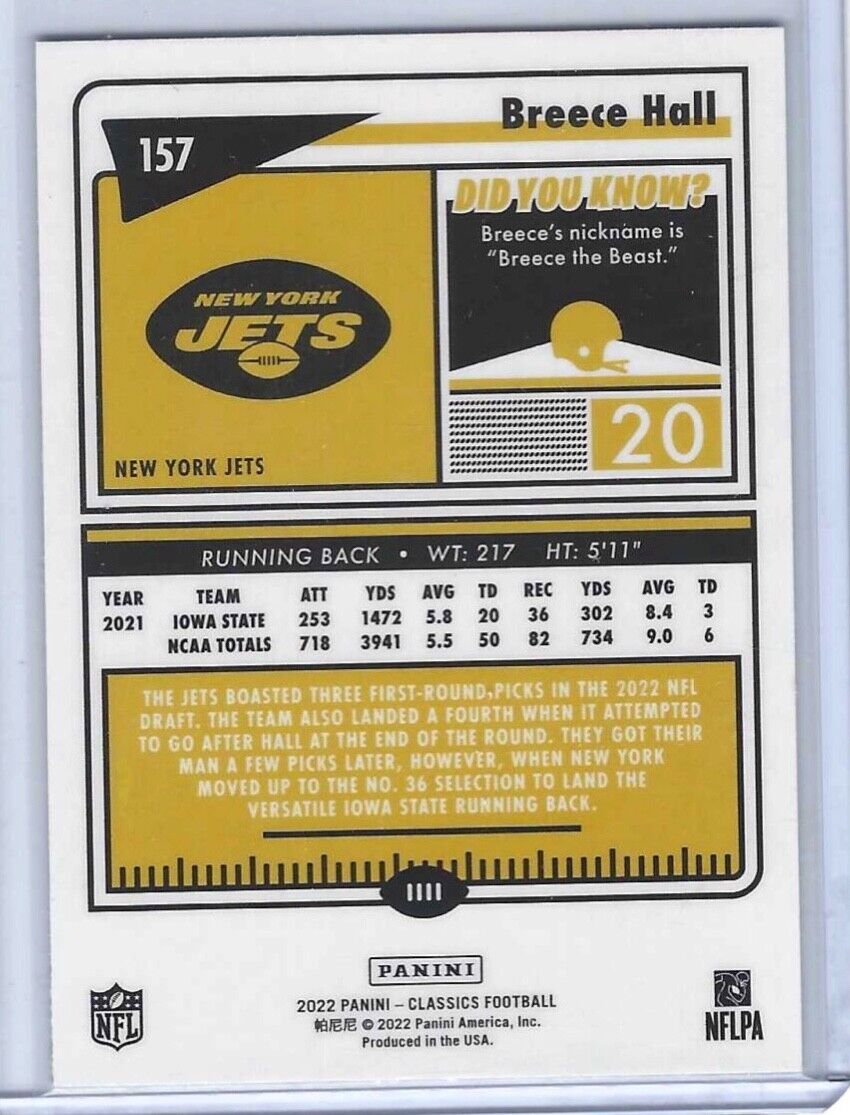 157
Breece Hall
NEW YORK
JETS
NEW YORK JETS
DID YOU KNOW?
Breece's nickname is
"Breece the Beast."
20
RUNNING BACK • WT: 217 HT: 5'11"
YEAR TEAM ATT YDS AVG TD REC YDS AVG TD
2021 IOWA STATE 253 1472 5.8 20 36 302 8.4 3
NCAA TOTALS 718 3941 5.5 50 82 734 9.0 6
THE JETS BOASTED THREE FIRST-ROUND PICKS IN THE 2022 NFL
DRAFT. THE TEAM ALSO LANDED A FOURTH WHEN IT ATTEMPTED
TO GO AFTER HALL AT THE END OF THE ROUND. THEY GOT THEIR
MAN A FEW PICKS LATER, HOWEVER, WHEN NEW YORK
MOVED UP TO THE NO. 36 SELECTION TO LAND THE
VERSATILE IOWA STATE RUNNING BACK.
PANINI
2022 PANINI – CLASSICS FOOTBALL
帕尼尼 © 2022 Panini America, Inc.
Produced in the USA.
NFL
NFLPA